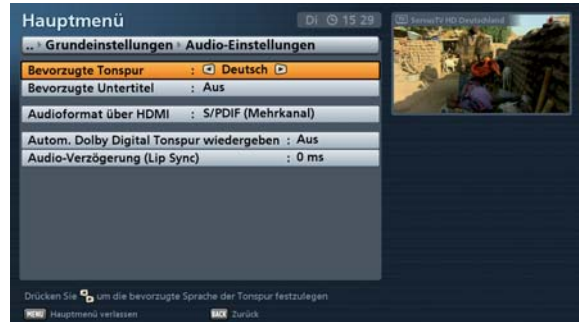 Hauptmenü
Di 15 29
ServusTV HD Deutschland
.. › Grundeinstellungen › Audio-Einstellungen
Bevorzugte Tonspur : Deutsch
Bevorzugte Untertitel : Aus
Audioformat über HDMI : S/PDIF (Mehrkanal)
Autom. Dolby Digital Tonspur wiedergeben : Aus
Audio-Verzögerung (Lip Sync) : 0 ms
Drücken Sie um die bevorzugte Sprache der Tonspur festzulegen
MENU Hauptmenü verlassen
BACK Zurück